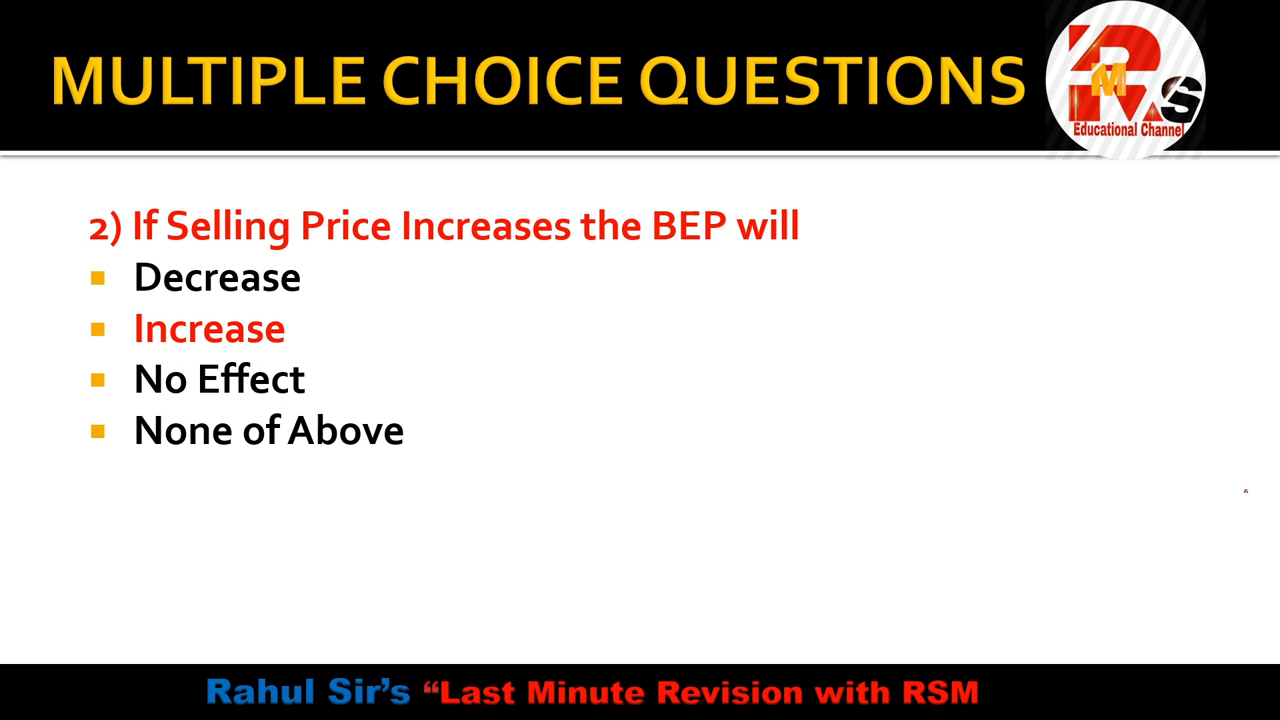 MULTIPLE CHOICE QUESTIONS
RMS
Educational Channel
2) If Selling Price Increases the BEP will
Decrease
Increase
No Effect
None of Above
Rahul Sir's "Last Minute Revision with RSM